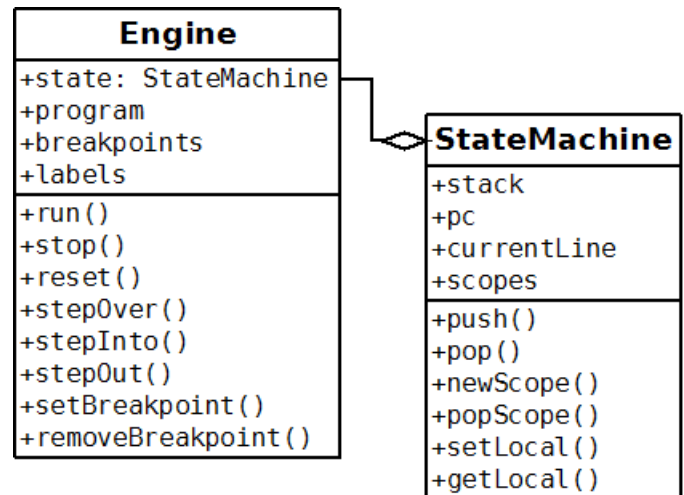 Engine
+state: StateMachine
+program
+breakpoints
+labels
+run()
+stop()
+reset()
+stepOver()
+stepInto()
+stepOut()
+setBreakpoint()
+removeBreakpoint()
StateMachine
+stack
+pc
+currentLine
+scopes
+push()
+pop()
+newScope()
+popScope()
+setLocal()
+getLocal()